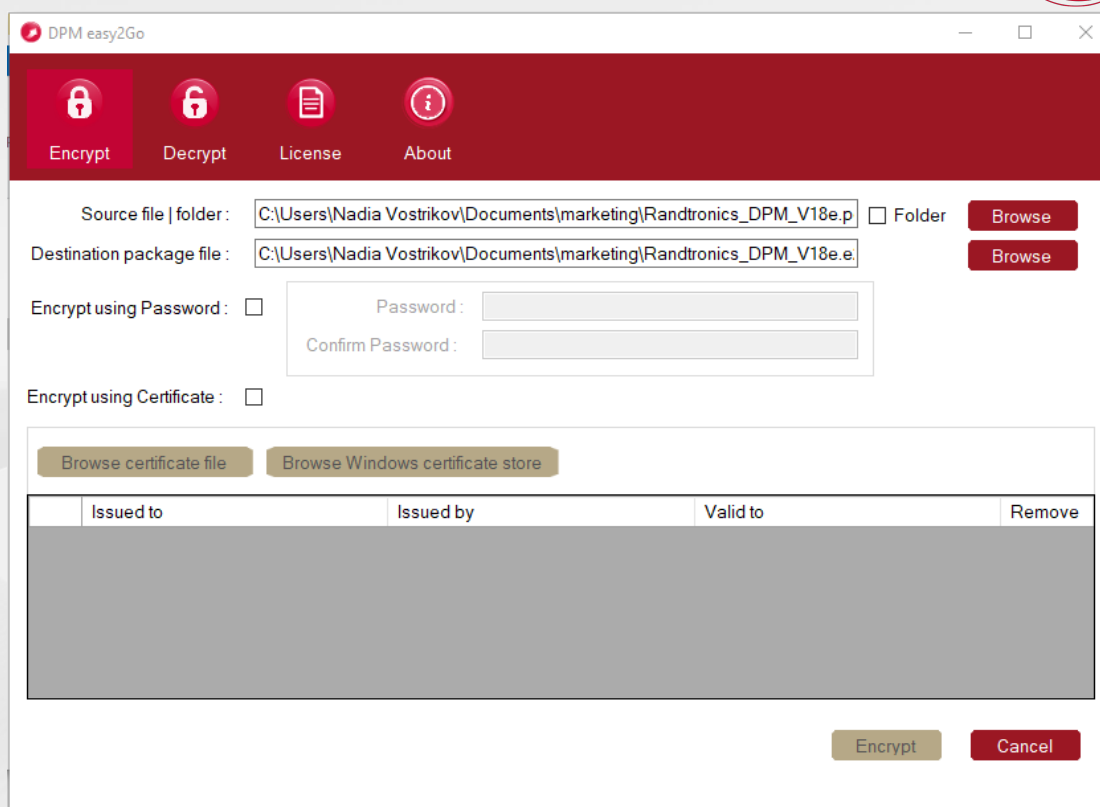 DPM easy2Go
Encrypt Decrypt License About
Source file | folder : C:\Users\Nadia Vostrikov\Documents\marketing\Randtronics_DPM_V18e.p Folder Browse
Destination package file : C:\Users\Nadia Vostrikov\Documents\marketing\Randtronics_DPM_V18e.e Browse
Encrypt using Password : Password :
Confirm Password :
Encrypt using Certificate :
Browse certificate file Browse Windows certificate store
Issued to Issued by Valid to Remove
Encrypt Cancel